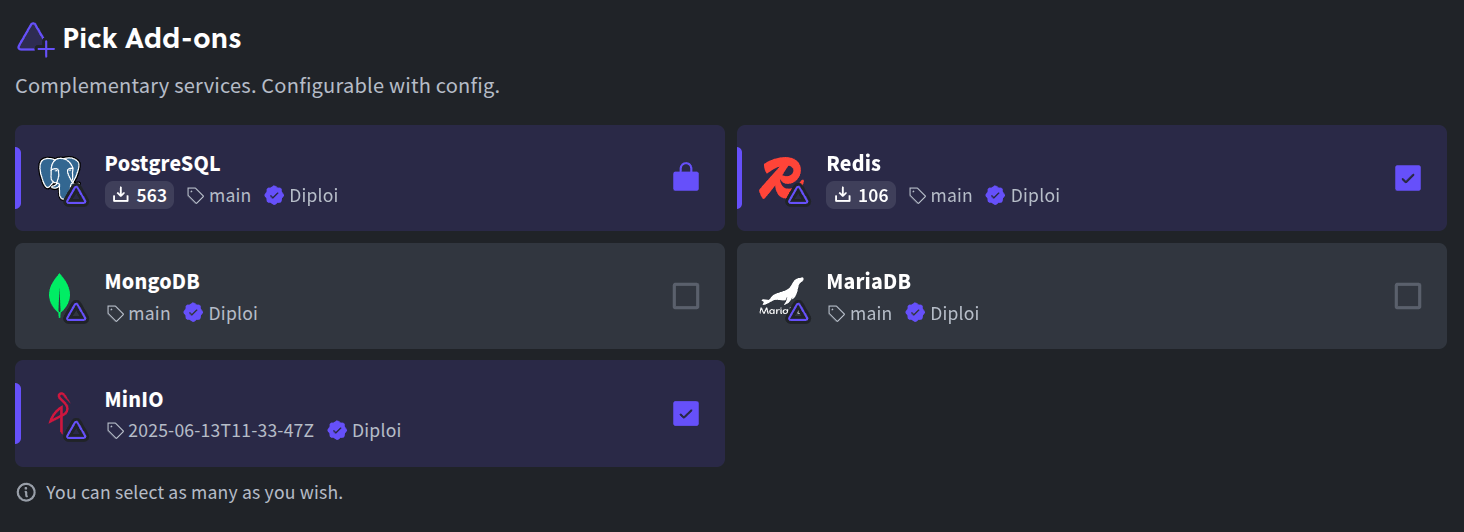 Pick Add-ons
Complementary services. Configurable with config.
PostgreSQL
563 main Diploi
Redis
106 main Diploi
MongoDB
main Diploi
MariaDB
Maria
main Diploi
MinIO
2025-06-13T11-33-47Z Diploi
You can select as many as you wish.